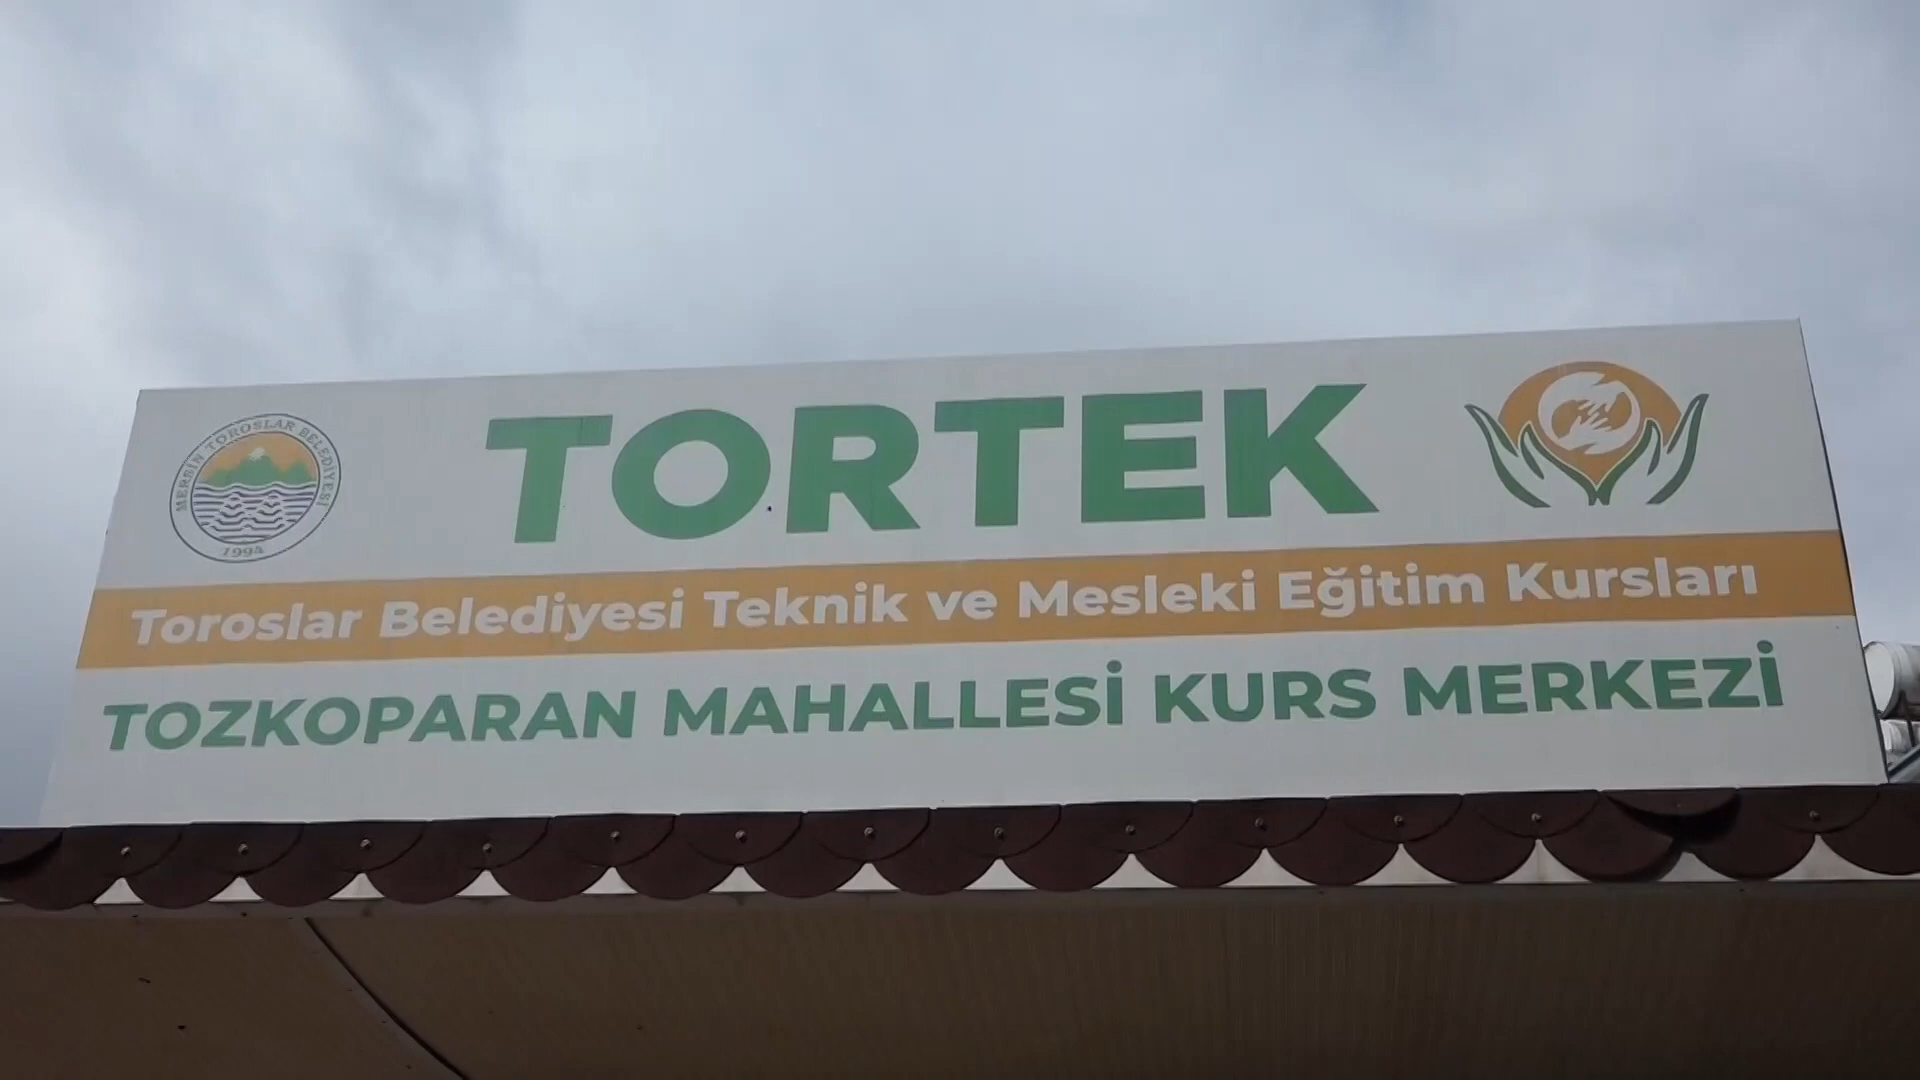 TORTEK
MERSİN TOROSLAR BELEDİYESİ
1994
Toroslar Belediyesi Teknik ve Mesleki Eğitim Kursları
TOZKOPARAN MAHALLESİ KURS MERKEZİ